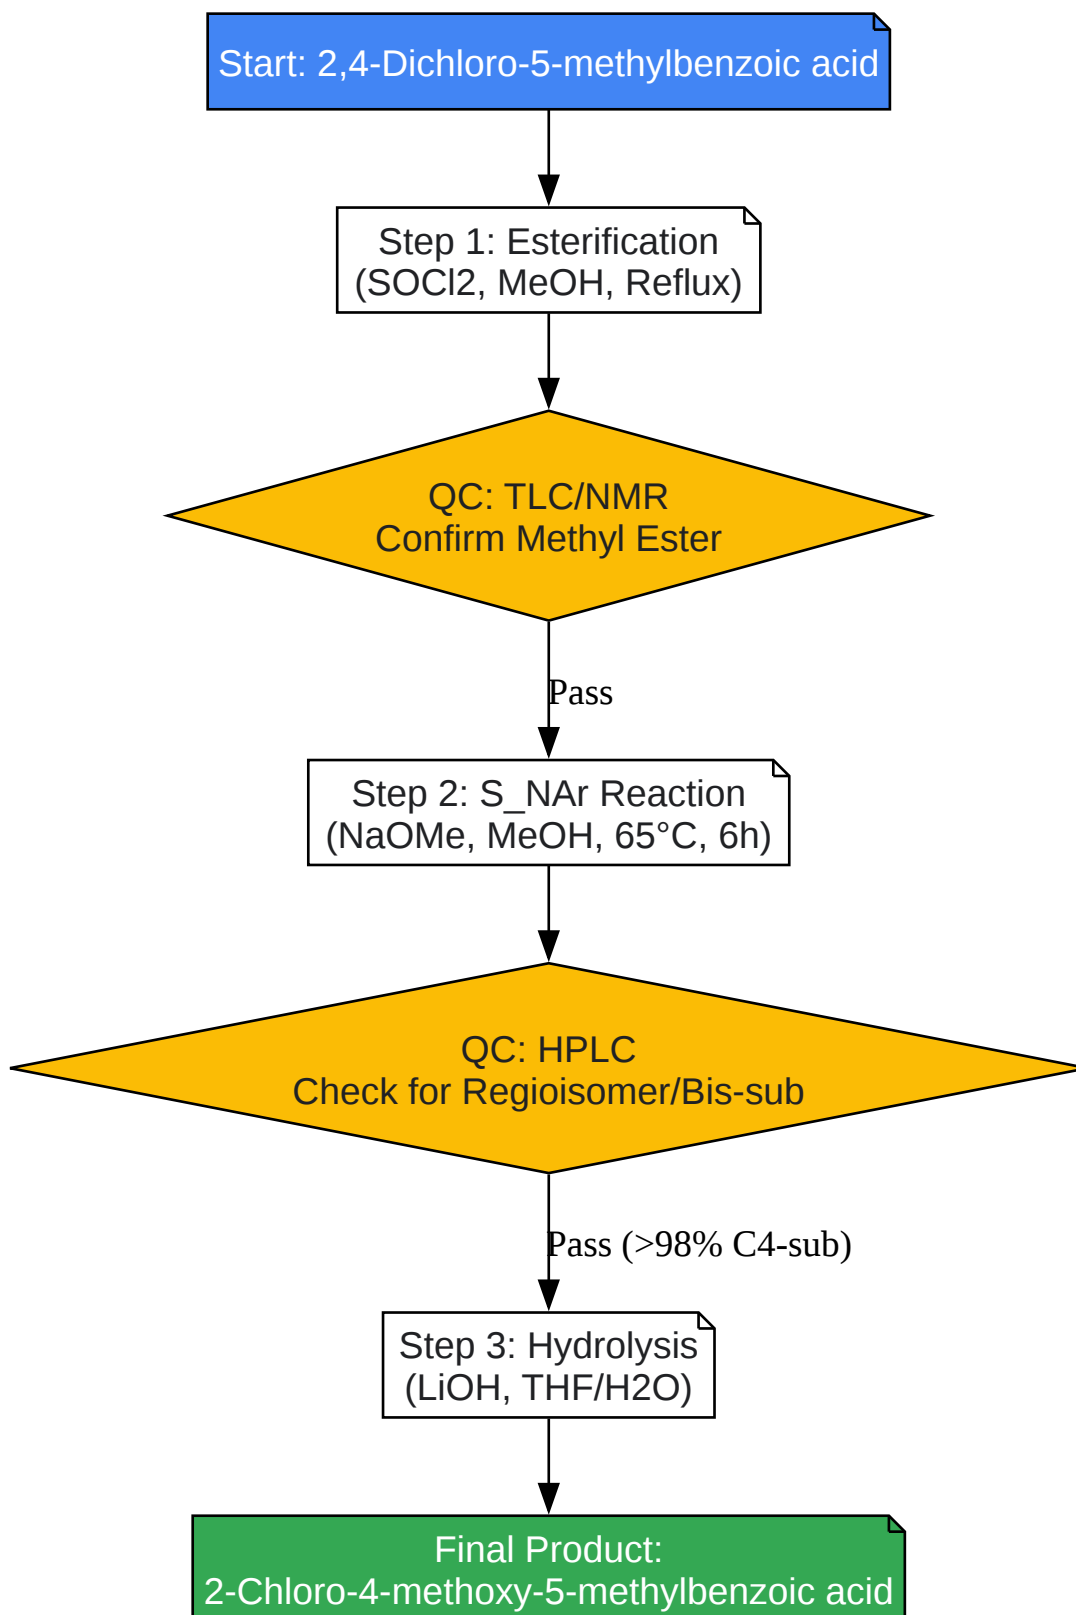 Start: 2,4-Dichloro-5-methylbenzoic acid
Step 1: Esterification
(SOCl2, MeOH, Reflux)
QC: TLC/NMR
Confirm Methyl Ester
Pass
Step 2: S_NAr Reaction
(NaOMe, MeOH, 65°C, 6h)
QC: HPLC
Check for Regioisomer/Bis-sub
Pass (>98% C4-sub)
Step 3: Hydrolysis
(LiOH, THF/H2O)
Final Product:
2-Chloro-4-methoxy-5-methylbenzoic acid